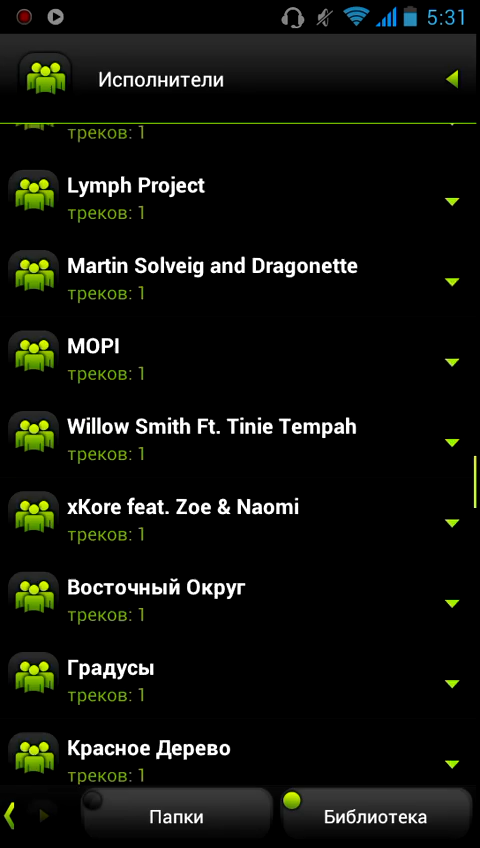 5:31
Исполнители
треков: 1
Lymph Project
треков: 1
Martin Solveig and Dragonette
треков: 1
MOPI
треков: 1
Willow Smith Ft. Tinie Tempah
треков: 1
xKore feat. Zoe & Naomi
треков: 1
Восточный Округ
треков: 1
Градусы
треков: 1
Красное Дерево
треков: 1
Папки
Библиотека